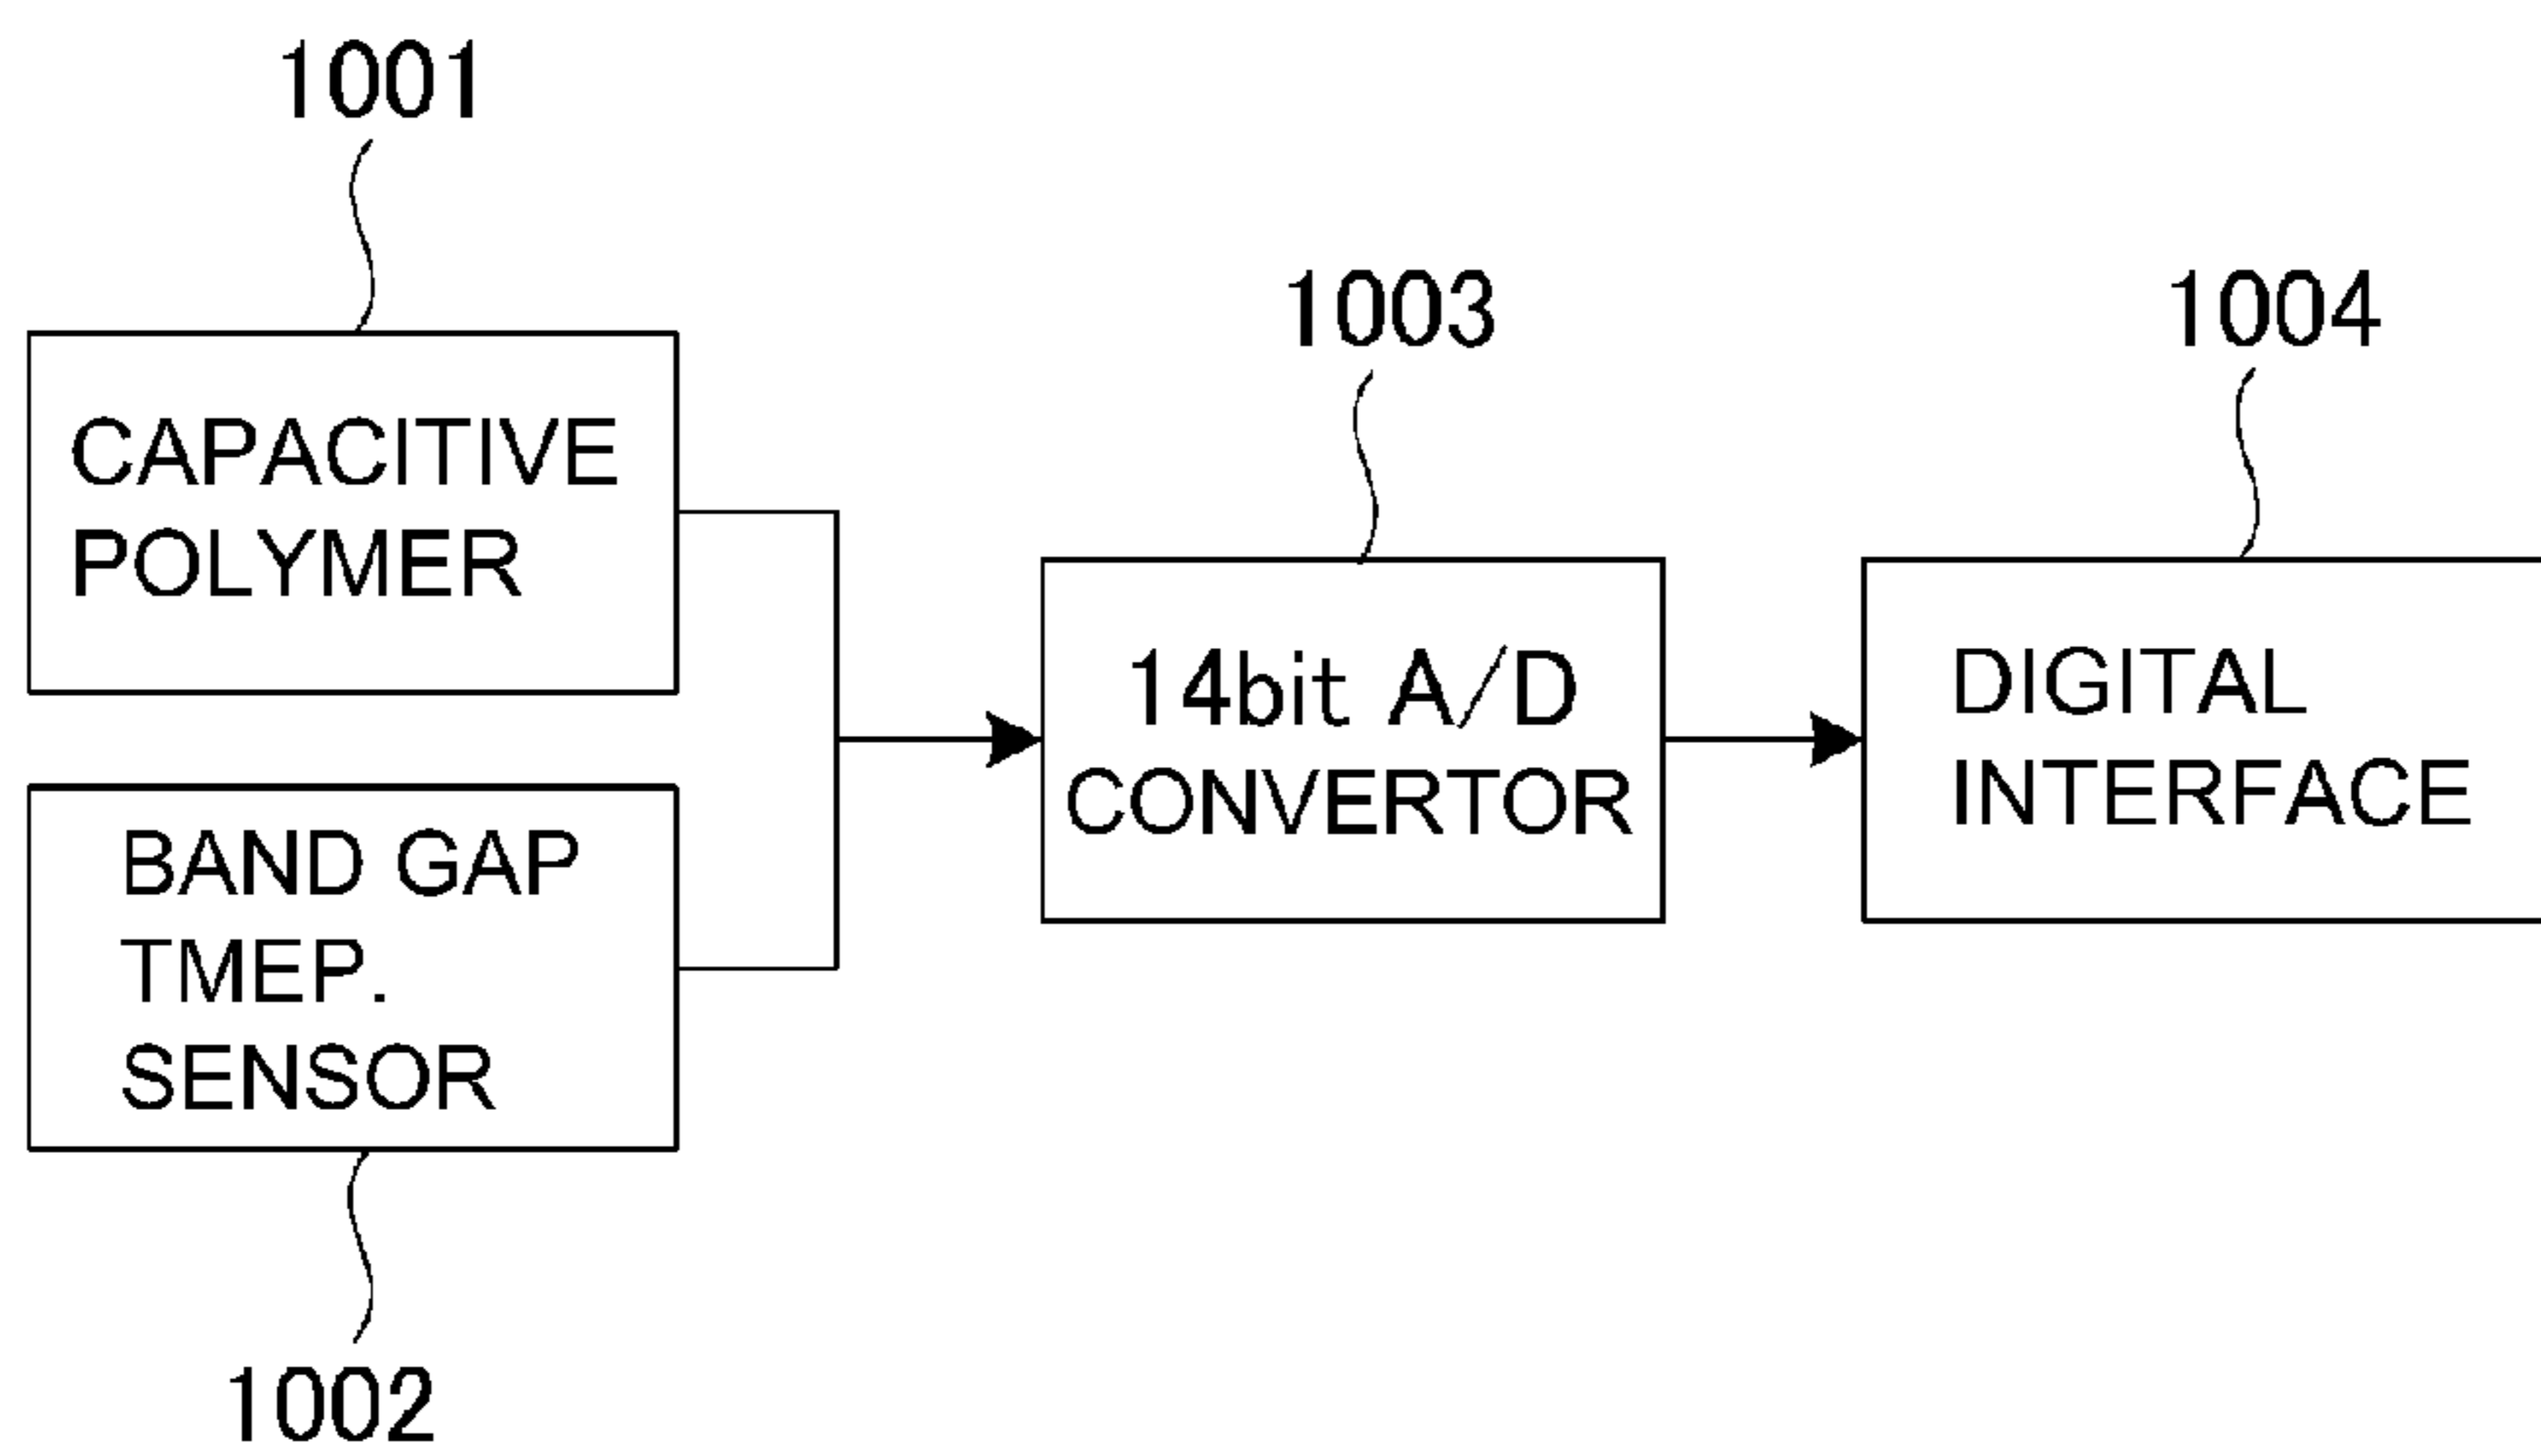 1001
CAPACITIVE
POLYMER
BAND GAP
TMEP.
SENSOR
1002
1003
14bit A/D
CONVERTOR
1004
DIGITAL
INTERFACE